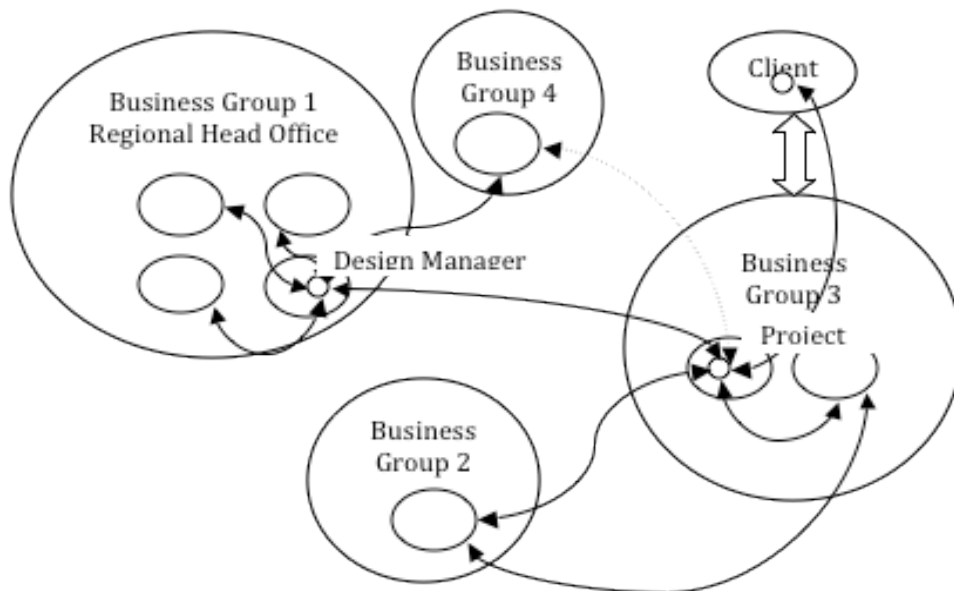 Business Group 1
Regional Head Office
Business
Group 4
Client
Design Manager
Business
Group 3
Project
Business
Group 2